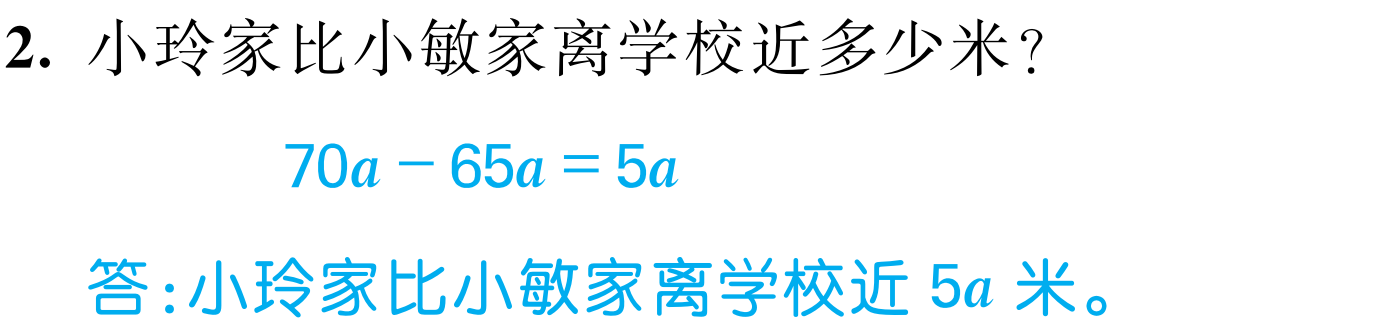 2. 小玲家比小敏家离学校近多少米?
70a − 65a = 5a
答:小玲家比小敏家离学校近 5a 米。